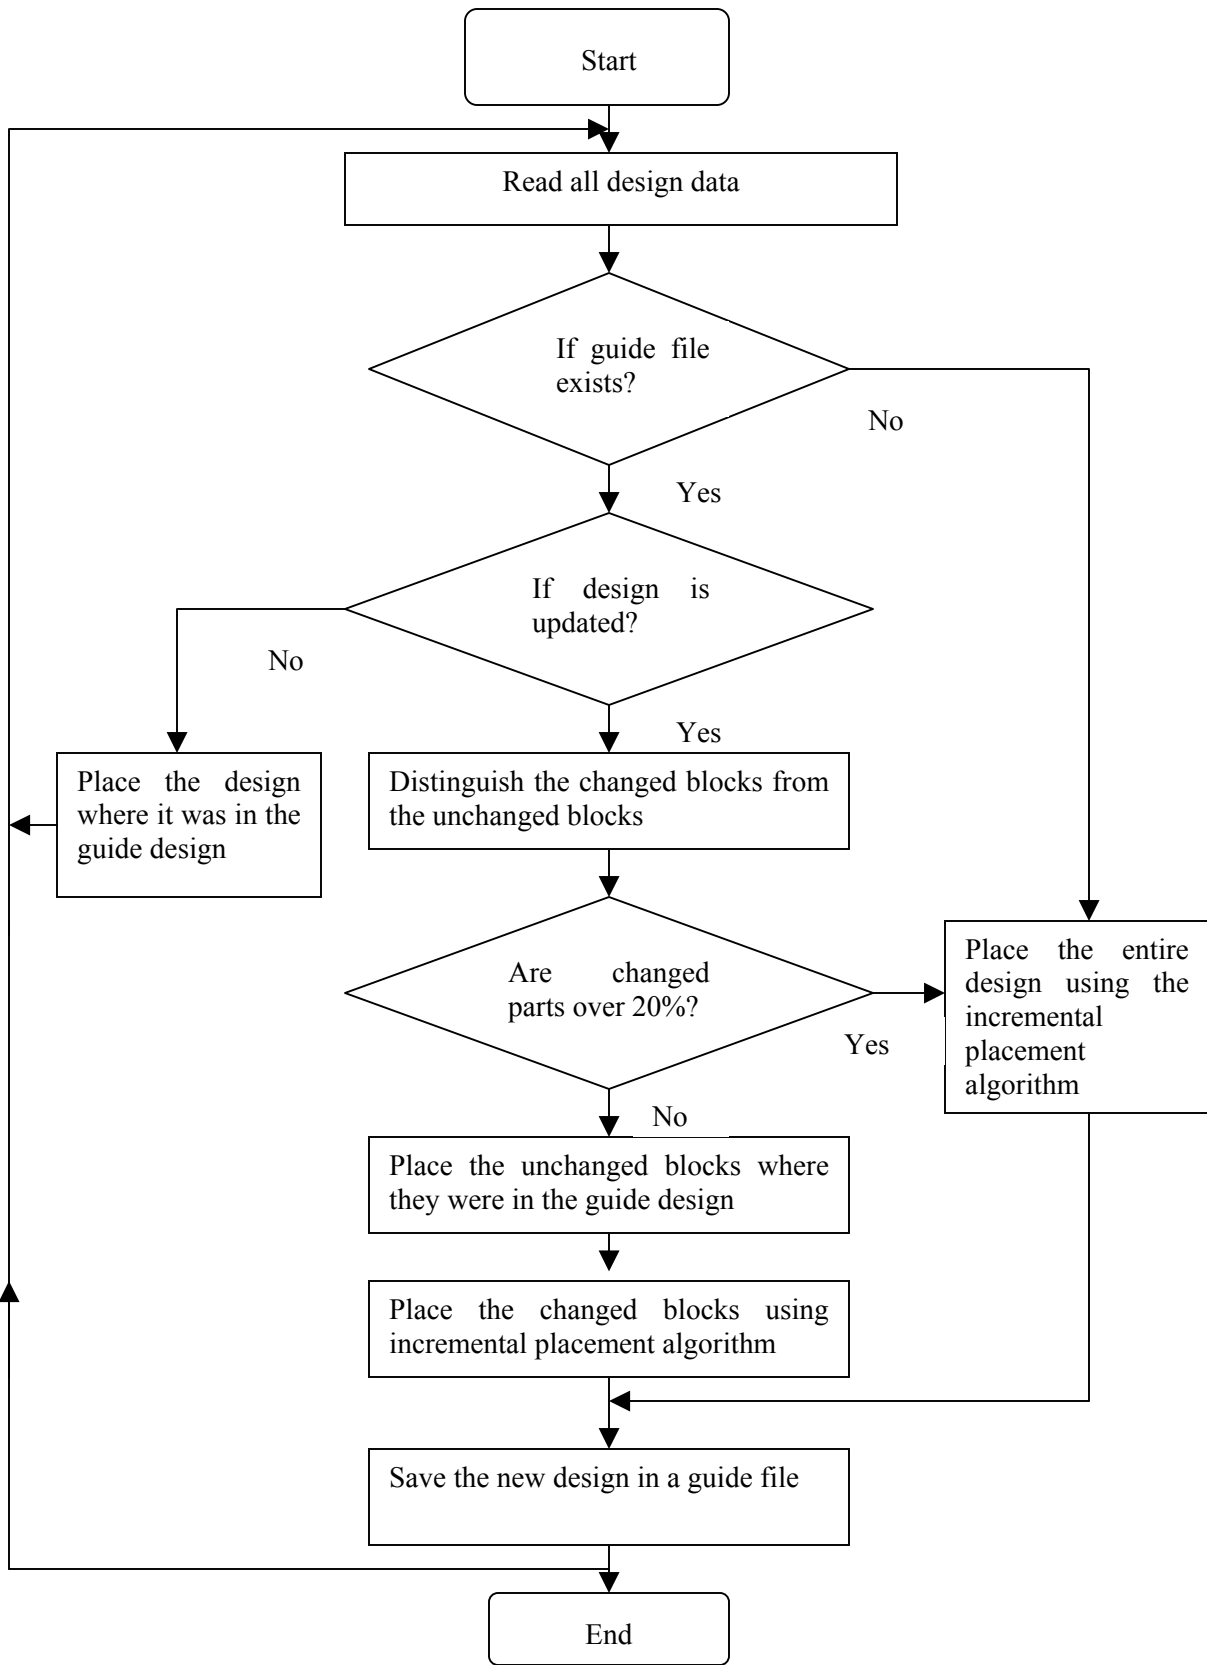 Start
Read all design data
If guide file
exists?
No
Yes
If design is
updated?
No
Yes
Place the design
where it was in the
guide design
Distinguish the changed blocks from
the unchanged blocks
Are changed
parts over 20%?
Yes
Place the entire
design using the
incremental
placement
algorithm
No
Place the unchanged blocks where
they were in the guide design
Place the changed blocks using
incremental placement algorithm
Save the new design in a guide file
End